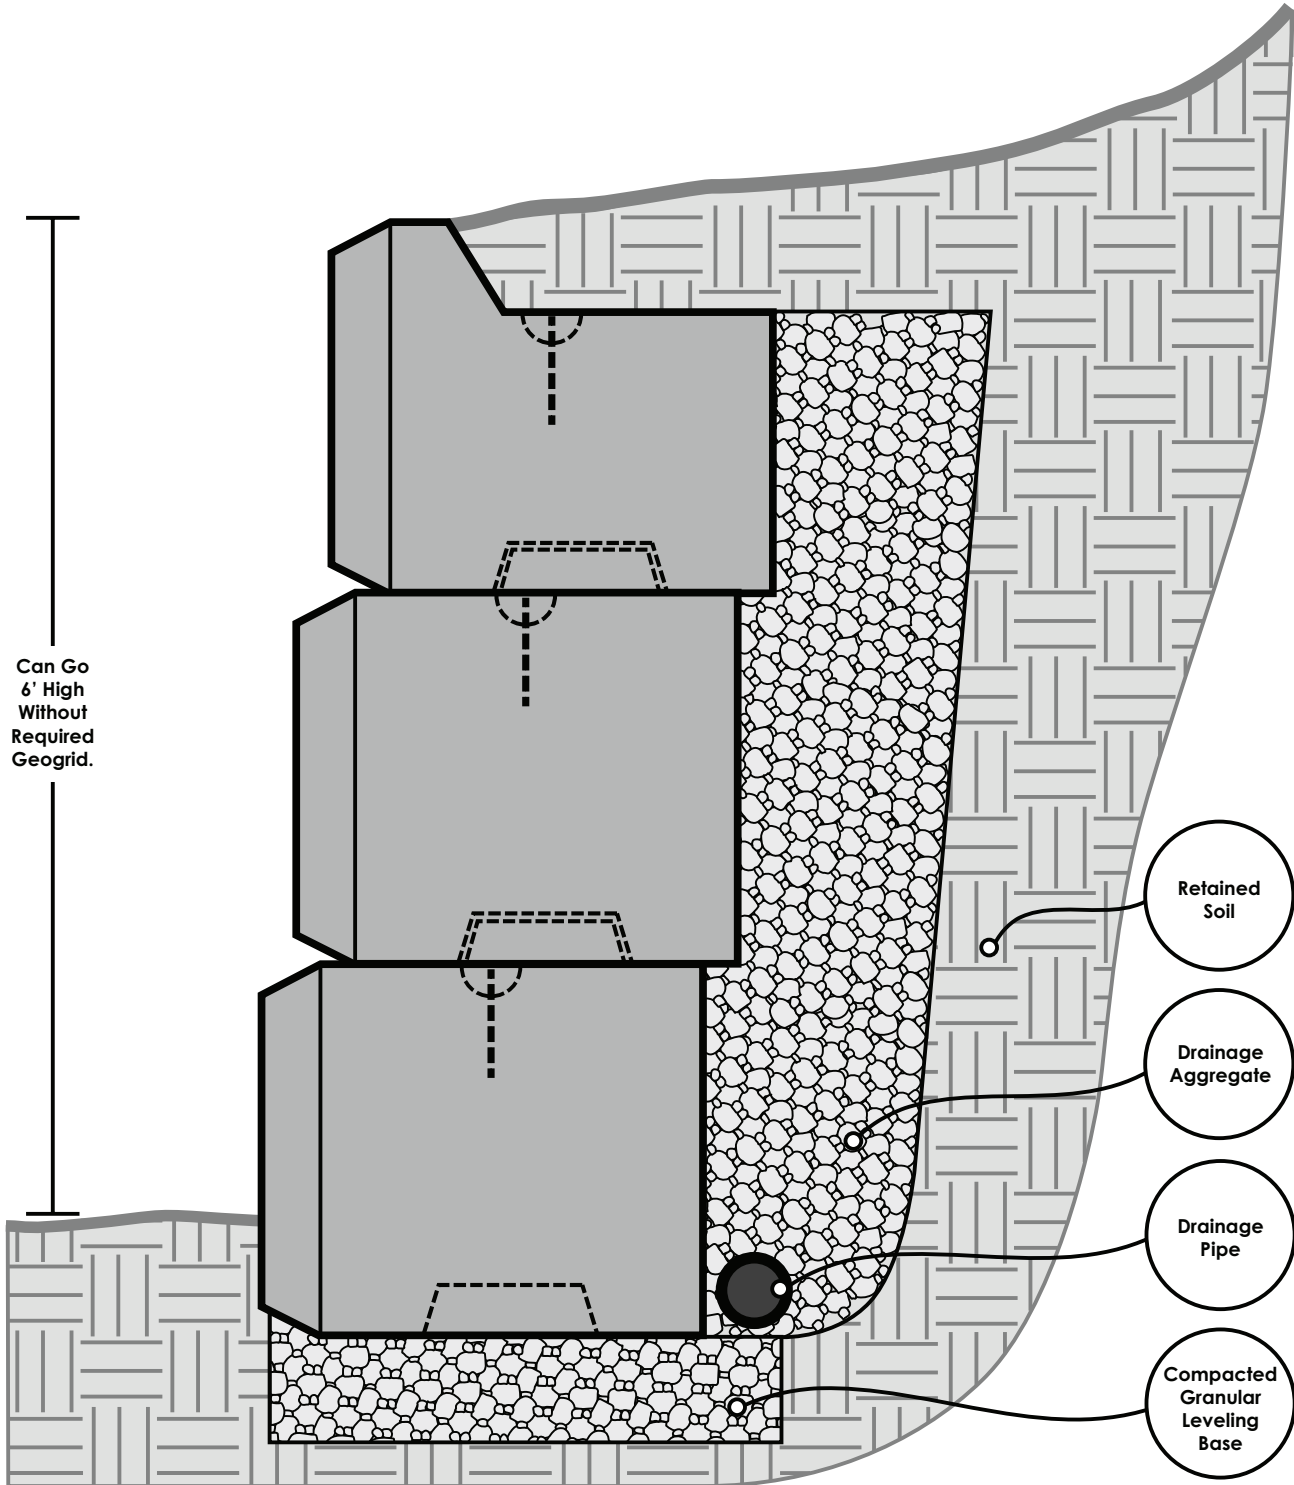 Can Go
6’ High
Without
Required
Geogrid.
Retained
Soil
Drainage
Aggregate
Drainage
Pipe
Compacted
Granular
Leveling
Base